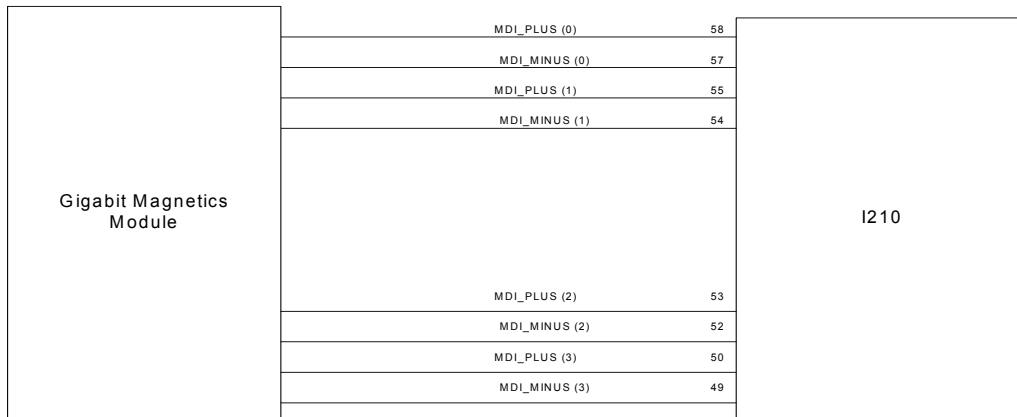 MDI_PLUS (0) 58
MDI_MINUS (0) 57
MDI_PLUS (1) 55
MDI_MINUS (1) 54
Gigabit Magnetics
Module
I210
MDI_PLUS (2) 53
MDI_MINUS (2) 52
MDI_PLUS (3) 50
MDI_MINUS (3) 49